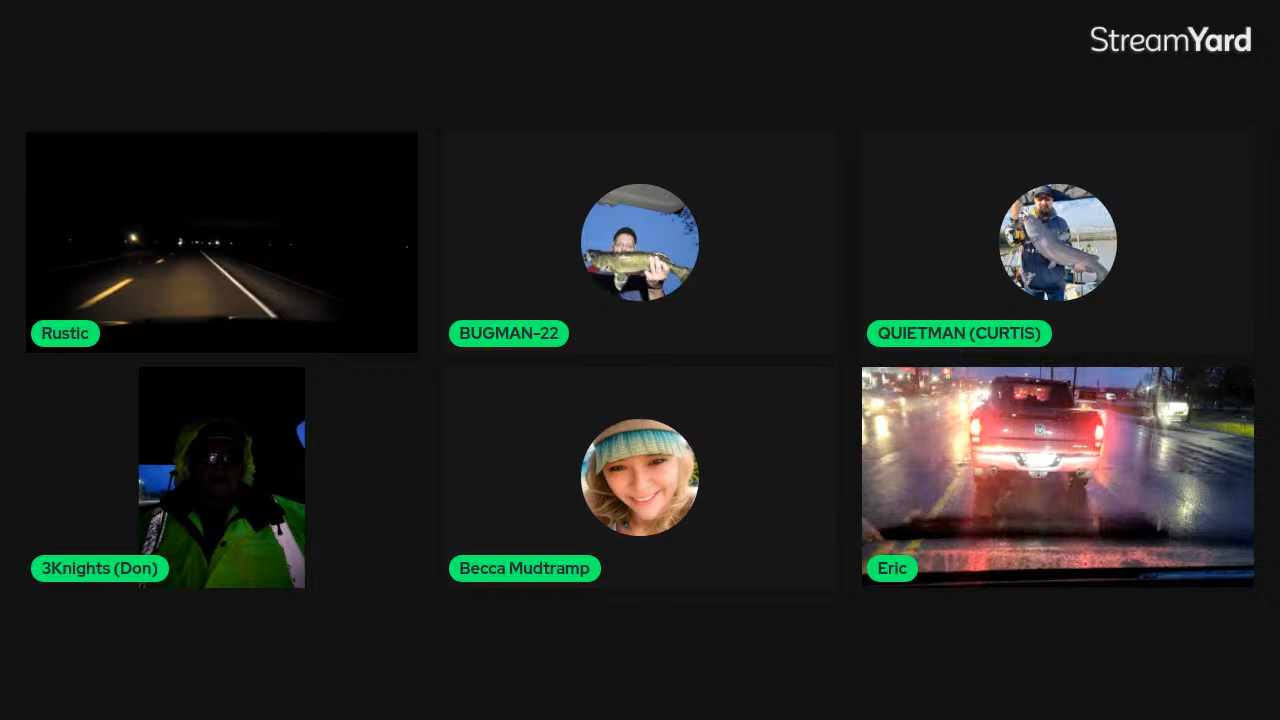 StreamYard
Rustic
BUGMAN-22
QUIETMAN (CURTIS)
3Knights (Don)
Becca Mudtramp
Eric